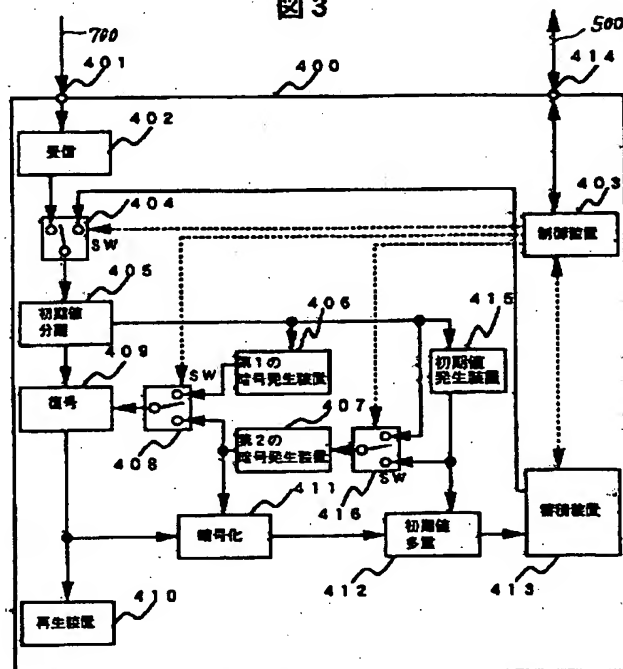 図3
700
500
401
400
414
402
受信
404
403
SW
制御装置
405
初期値
分離
406
415
409
第1の
暗号発生装置
初期値
発生装置
復号
SW
407
408
第2の
暗号発生装置
411
416
SW
暗号化
初期値
多重
蓄積装置
412
413
410
再生装置